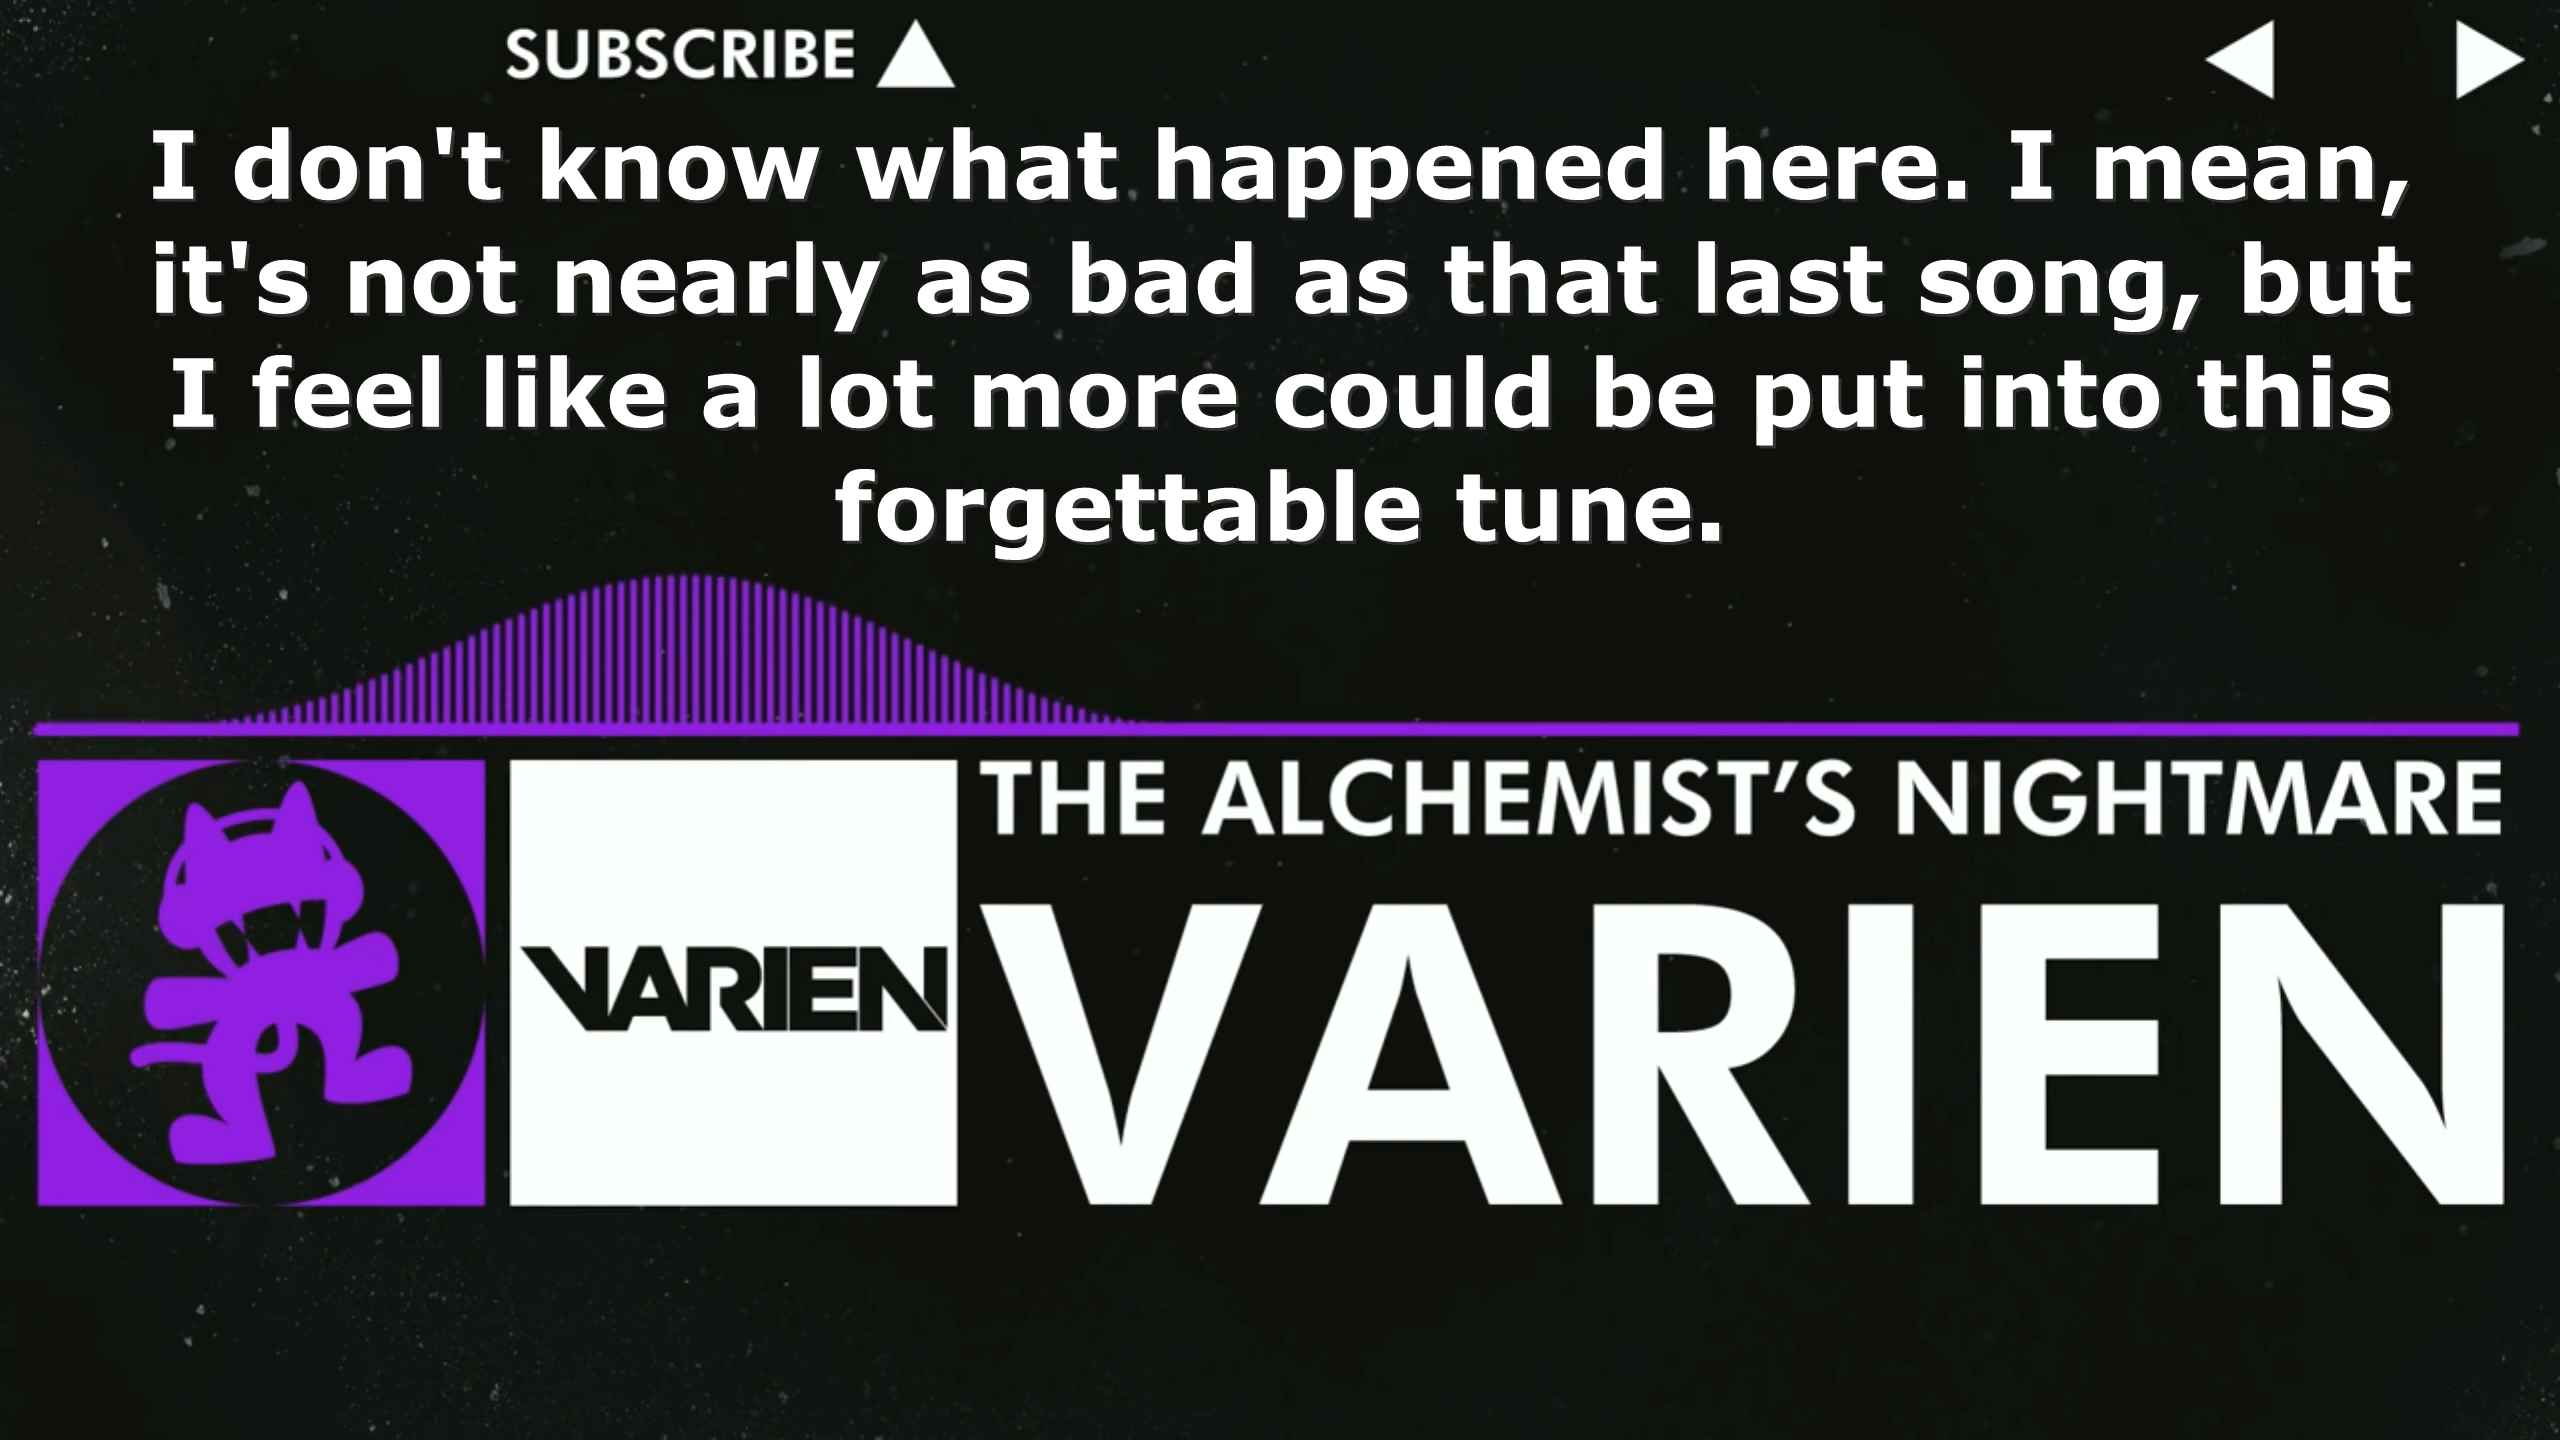 SUBSCRIBE
I don't know what happened here. I mean,
it's not nearly as bad as that last song, but
I feel like a lot more could be put into this
forgettable tune.
THE ALCHEMIST’S NIGHTMARE
VARIEN
VARIEN